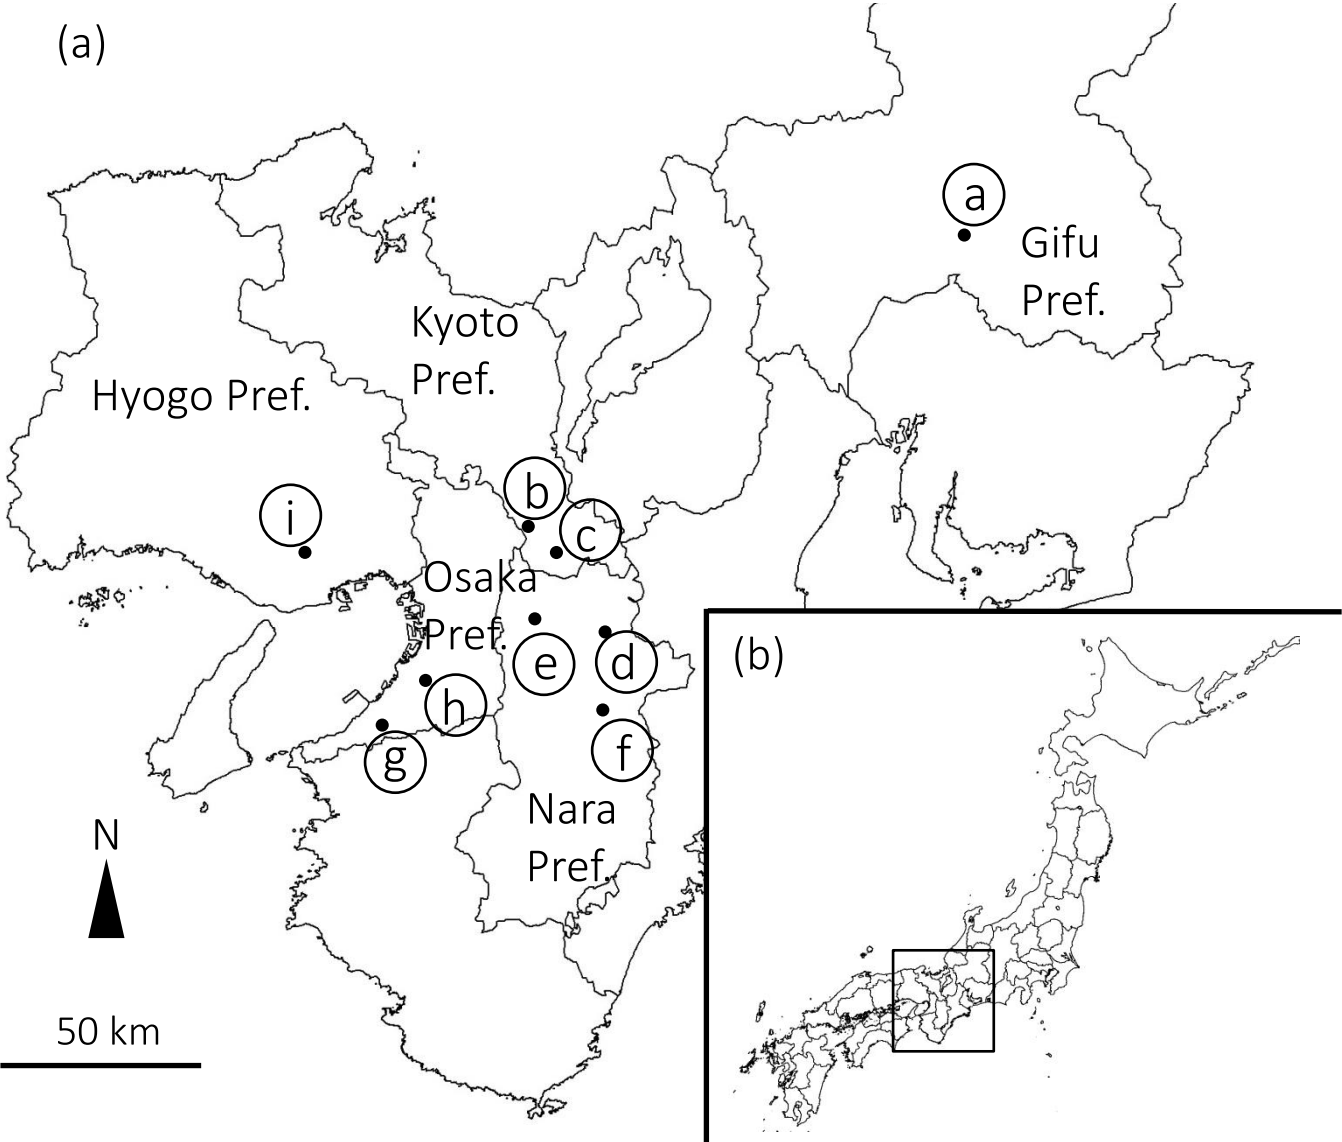 (a)
a
Gifu
Pref.
Kyoto
Pref.
Hyogo Pref.
b
i
c
Osaka
Pref.
e
d
h
f
g
(b)
Nara
Pref.
N
50 km